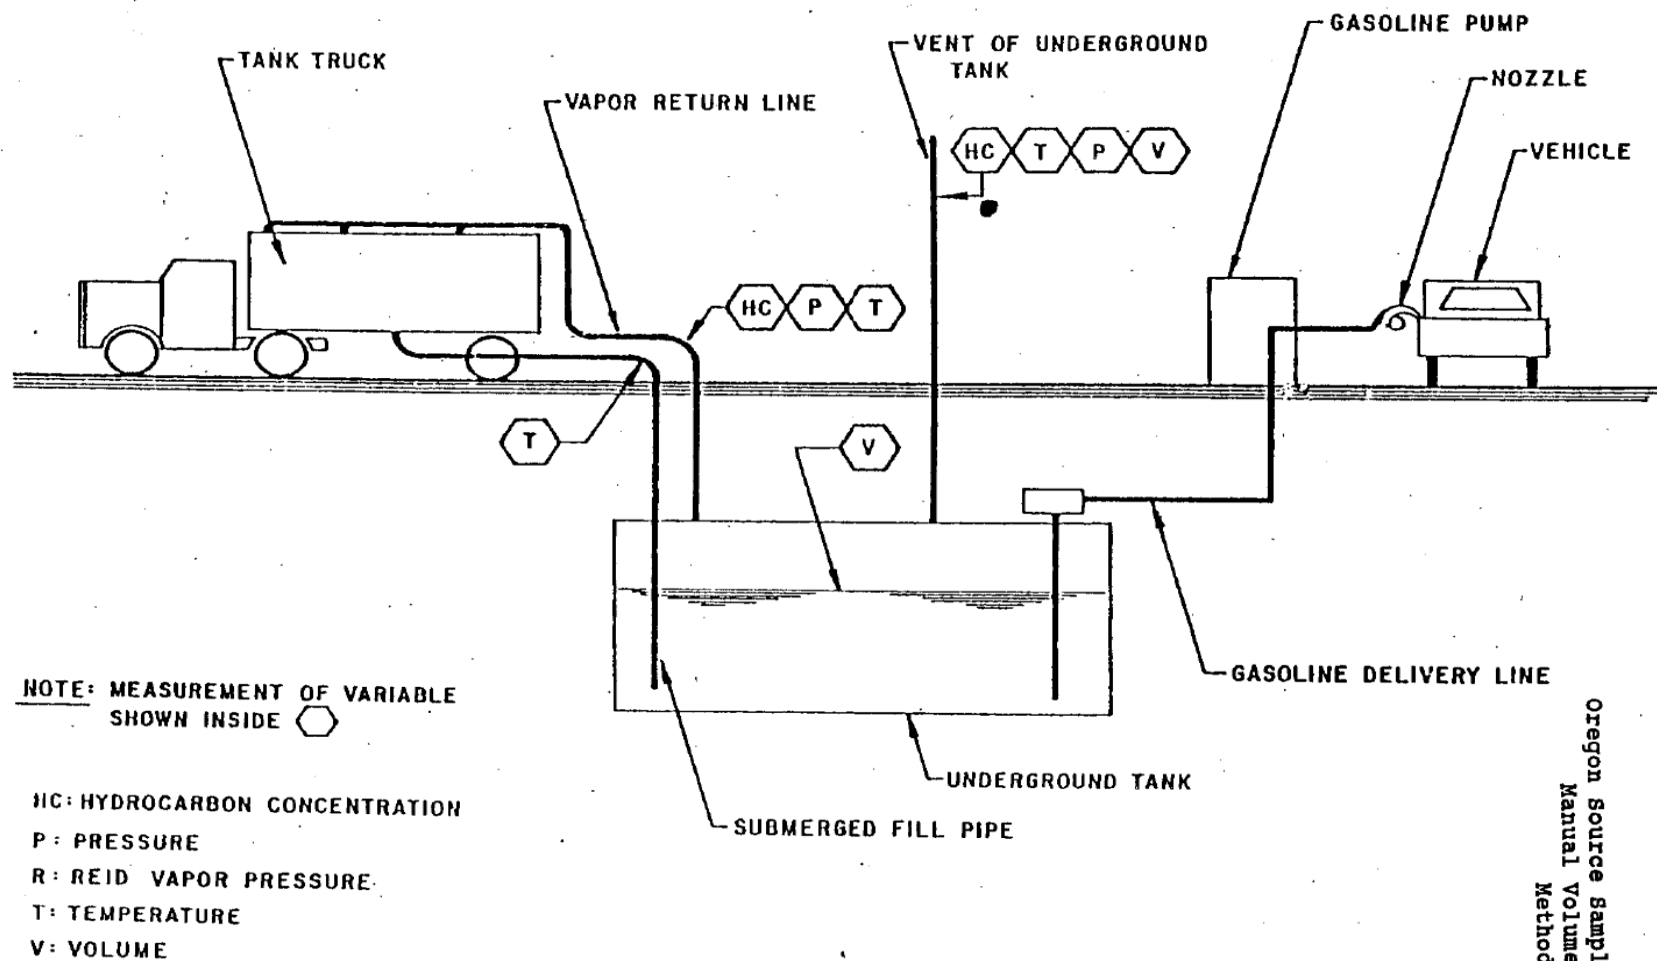 TANK TRUCK
VAPOR RETURN LINE
VENT OF UNDERGROUND
TANK
GASOLINE PUMP
NOZZLE
VEHICLE
HC T P V
HC P T
T
V
GASOLINE DELIVERY LINE
UNDERGROUND TANK
SUBMERGED FILL PIPE
NOTE: MEASUREMENT OF VARIABLE
SHOWN INSIDE
HC: HYDROCARBON CONCENTRATION
P: PRESSURE
R: REID VAPOR PRESSURE
T: TEMPERATURE
V: VOLUME
Oregon Source Sampl
Manual Volume
Method